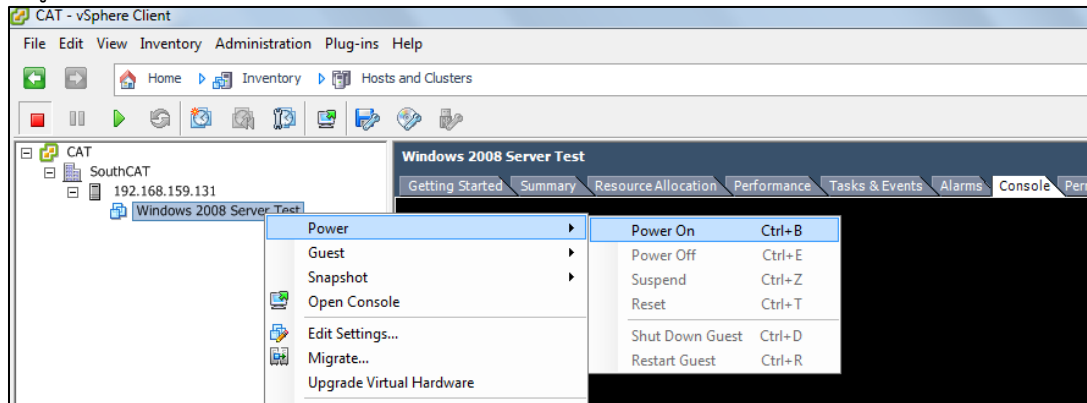 CAT - vSphere Client
File Edit View Inventory Administration Plug-ins Help
Home Inventory Hosts and Clusters
CAT
SouthCAT
192.168.159.131
Windows 2008 Server Test
Windows 2008 Server Test
Getting Started Summary Resource Allocation Performance Tasks & Events Alarms Console
Power
Guest
Snapshot
Open Console
Edit Settings...
Migrate...
Upgrade Virtual Hardware
Power On Ctrl+B
Power Off Ctrl+E
Suspend Ctrl+Z
Reset Ctrl+T
Shut Down Guest Ctrl+D
Restart Guest Ctrl+R